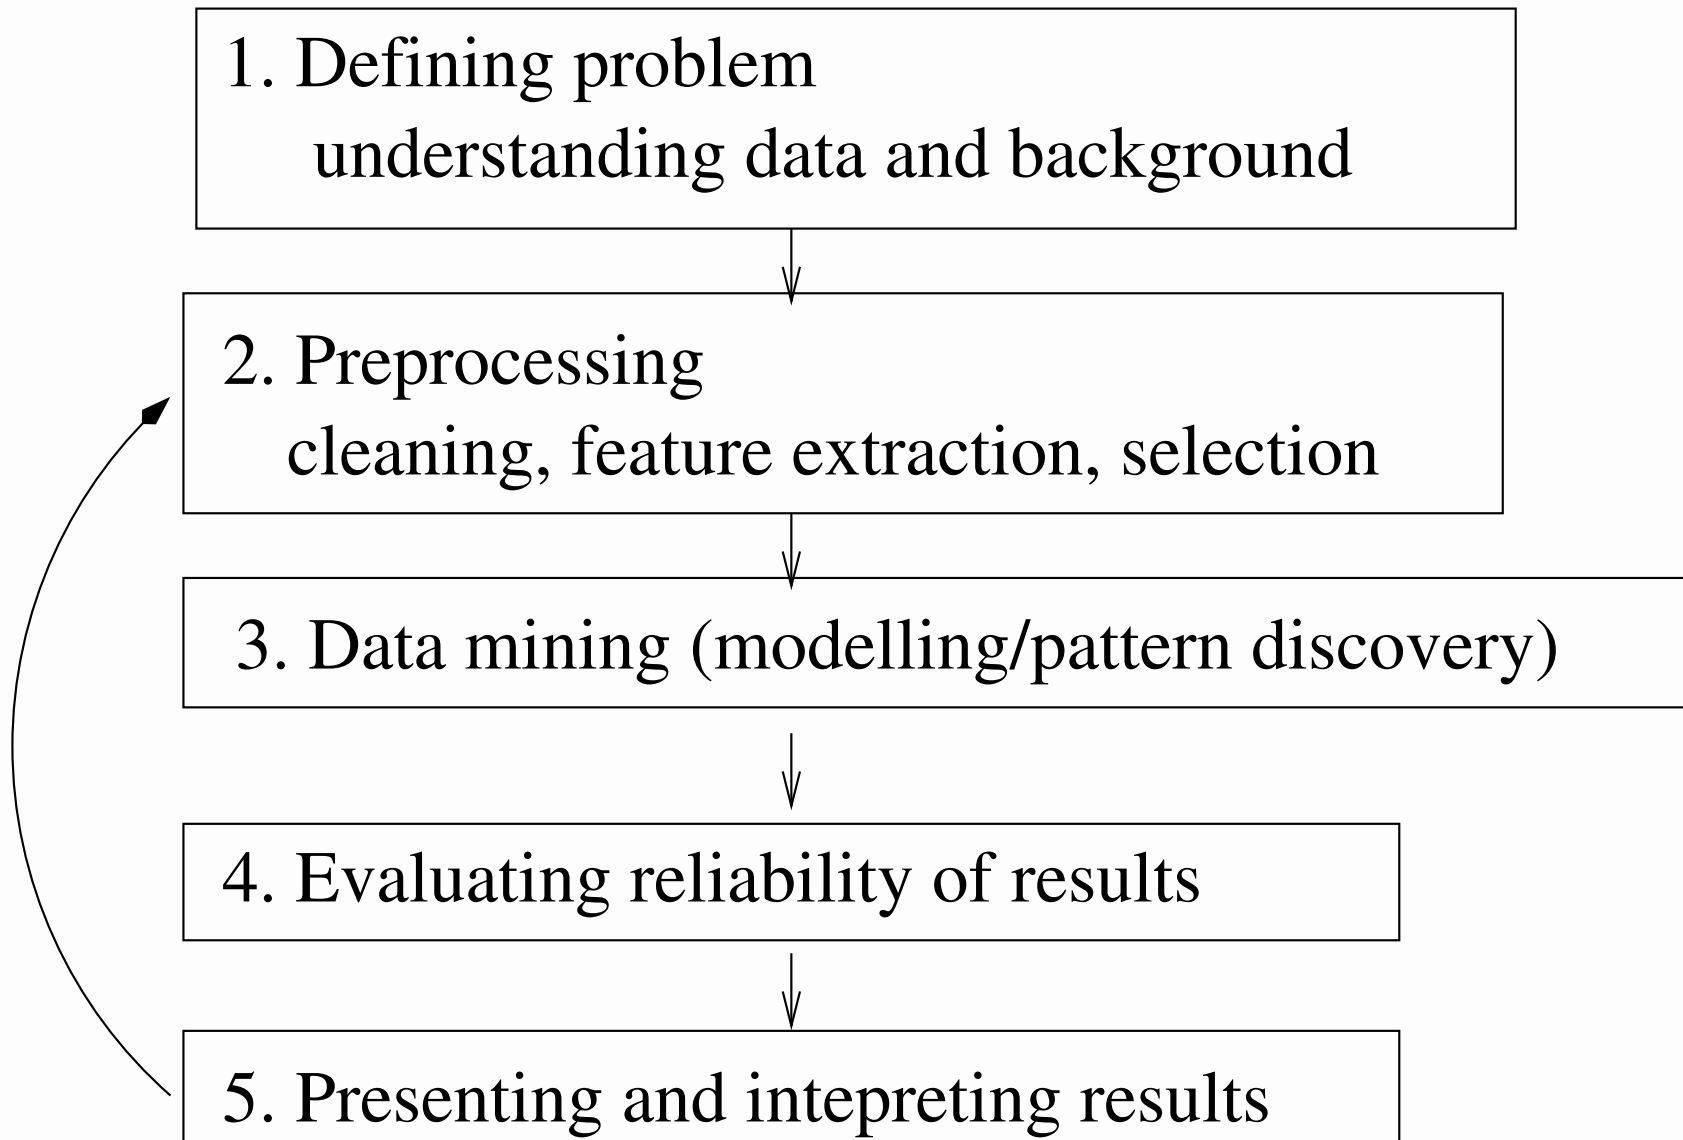 1. Defining problem
understanding data and background
2. Preprocessing
cleaning, feature extraction, selection
3. Data mining (modelling/pattern discovery)
4. Evaluating reliability of results
5. Presenting and intepreting results